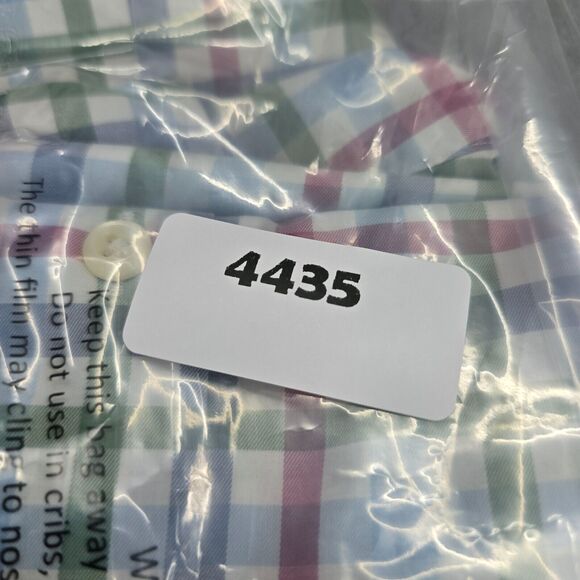 4435
W
Keep this bag away
Do not use in cribs,
The thin film may cling to nos